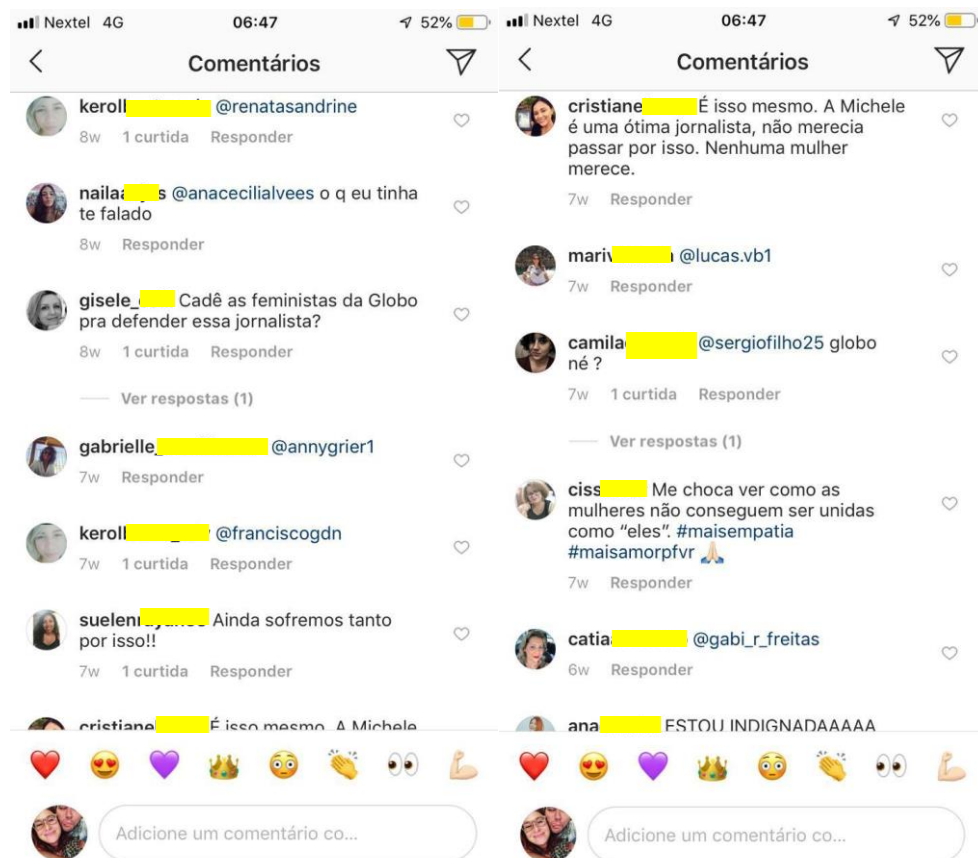 Nextel 4G 06:47 52%
Comentários
keroll @renatasandrine
8w 1 curtida Responder
naila s @anacecilialvees o q eu tinha
te falado
8w Responder
gisele_ Cadê as feministas da Globo
pra defender essa jornalista?
8w 1 curtida Responder
Ver respostas (1)
gabrielle_ @annygrier1
7w Responder
keroll @franciscogdn
7w 1 curtida Responder
suelen Ainda sofremos tanto
por isso!!
7w 1 curtida Responder
cristiane É isso mesmo. A Michele
Adicione um comentário co...
Nextel 4G 06:47 52%
Comentários
cristiane É isso mesmo. A Michele
é uma ótima jornalista, não merecia
passar por isso. Nenhuma mulher
merece.
7w Responder
mariv @lucas.vb1
7w Responder
camila @sergiofilho25 globo
né ?
7w 1 curtida Responder
Ver respostas (1)
ciss Me choca ver como as
mulheres não conseguem ser unidas
como “eles”. #maisempatia
#maisamorpfvr
7w Responder
catia @gabi_r_freitas
6w Responder
ana ESTOU INDIGNADAAAAA
Adicione um comentário co...